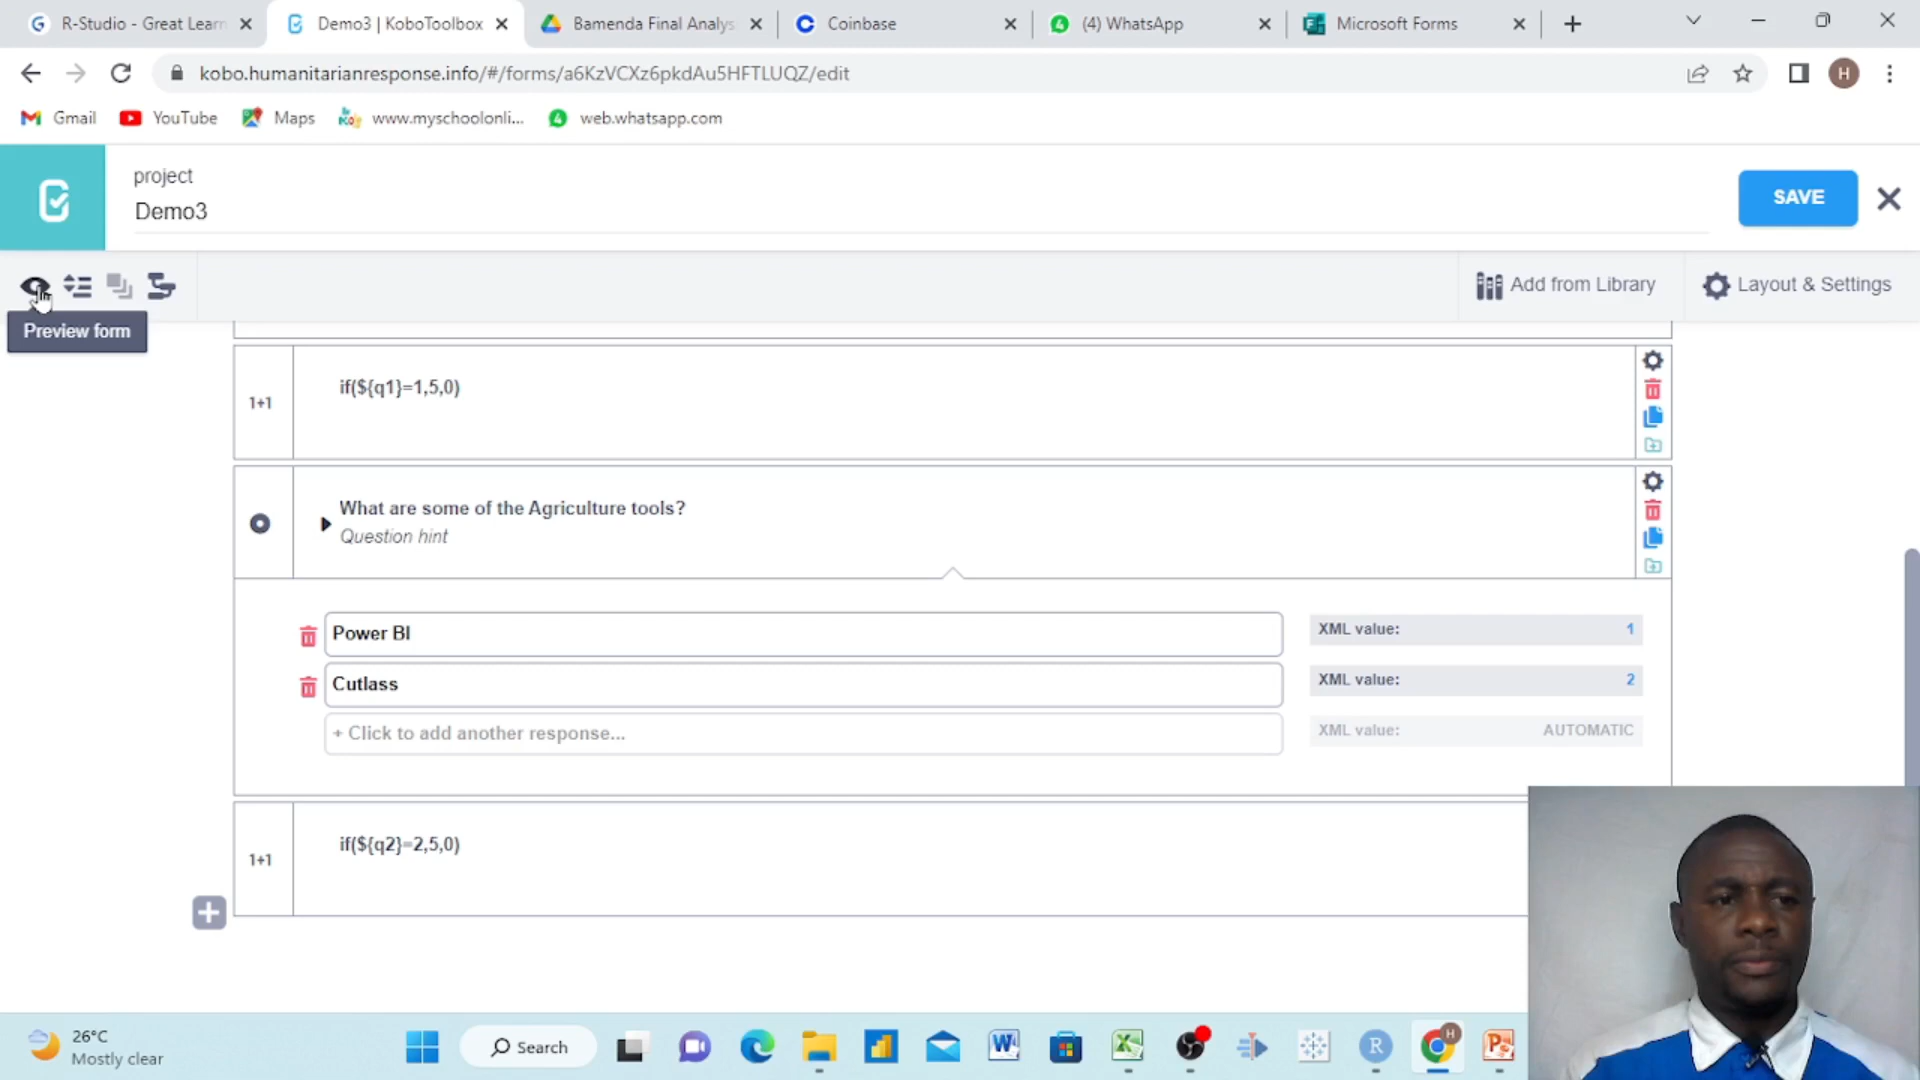 R-Studio - Great Learn
Demo3 | KoboToolbox
Bamenda Final Analys
Coinbase
(4) WhatsApp
Microsoft Forms
kobo.humanitarianresponse.info/#/forms/a6KzVCXz6pkdAu5HFTLUQZ/edit
H
Gmail
YouTube
Maps
www.myschoolonli...
web.whatsapp.com
project
Demo3
SAVE
Add from Library
Layout & Settings
Preview form
1+1
if(${q1}=1,5,0)
What are some of the Agriculture tools?
Question hint
Power BI
XML value: 1
Cutlass
XML value: 2
+ Click to add another response...
XML value: AUTOMATIC
1+1
if(${q2}=2,5,0)
26°C
Mostly clear
Search